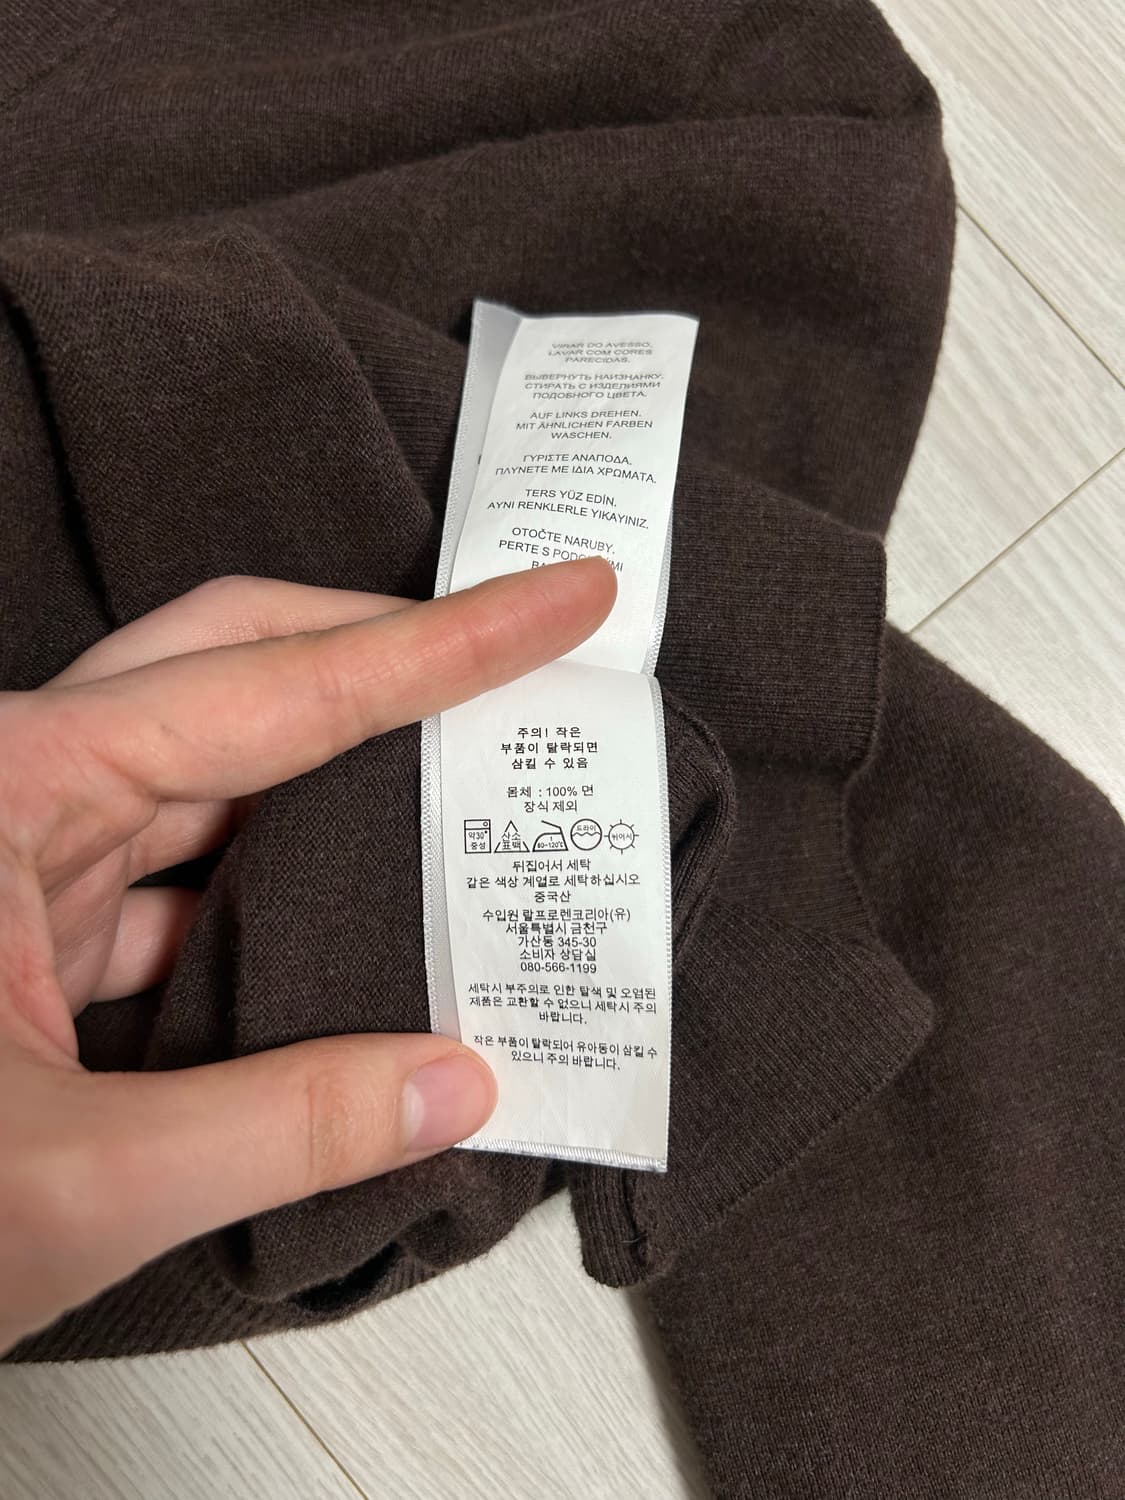 VIRAR DO AVESSO.
LAVAR COM CORES
PARECIDAS.
ВЫВЕРНУТЬ НАИЗНАНКУ.
СТИРАТЬ С ИЗДЕЛИЯМИ
ПОДОБНОГО ЦВЕТА.
AUF LINKS DREHEN.
MIT ÄHNLICHEN FARBEN
WASCHEN.
ΓΥΡΙΣΤΕ ΑΝΑΠΟΔΑ.
ΠΛΥΝΕΤΕ ΜΕ ΙΔΙΑ ΧΡΩΜΑΤΑ.
TERS YÜZ EDİN.
AYNI RENKLERLE YIKAYINIZ.
OTOČTE NARUBY.
PERTE S
주의! 작은
부품이 탈락되면
삼킬 수 있음
몸체 : 100% 면
장식 제외
약30° 중성 산소 표백 1 80~120℃ 드라이 뉘어서
뒤집어서 세탁
같은 색상 계열로 세탁하십시오
중국산
수입원 랄프로렌코리아(유)
서울특별시 금천구
가산동 345-30
소비자 상담실
080-566-1199
세탁시 부주의로 인한 탈색 및 오염된
제품은 교환할 수 없으니 세탁시 주의
바랍니다.
작은 부품이 탈락되어 유아동이 삼킬 수
있으니 주의 바랍니다.